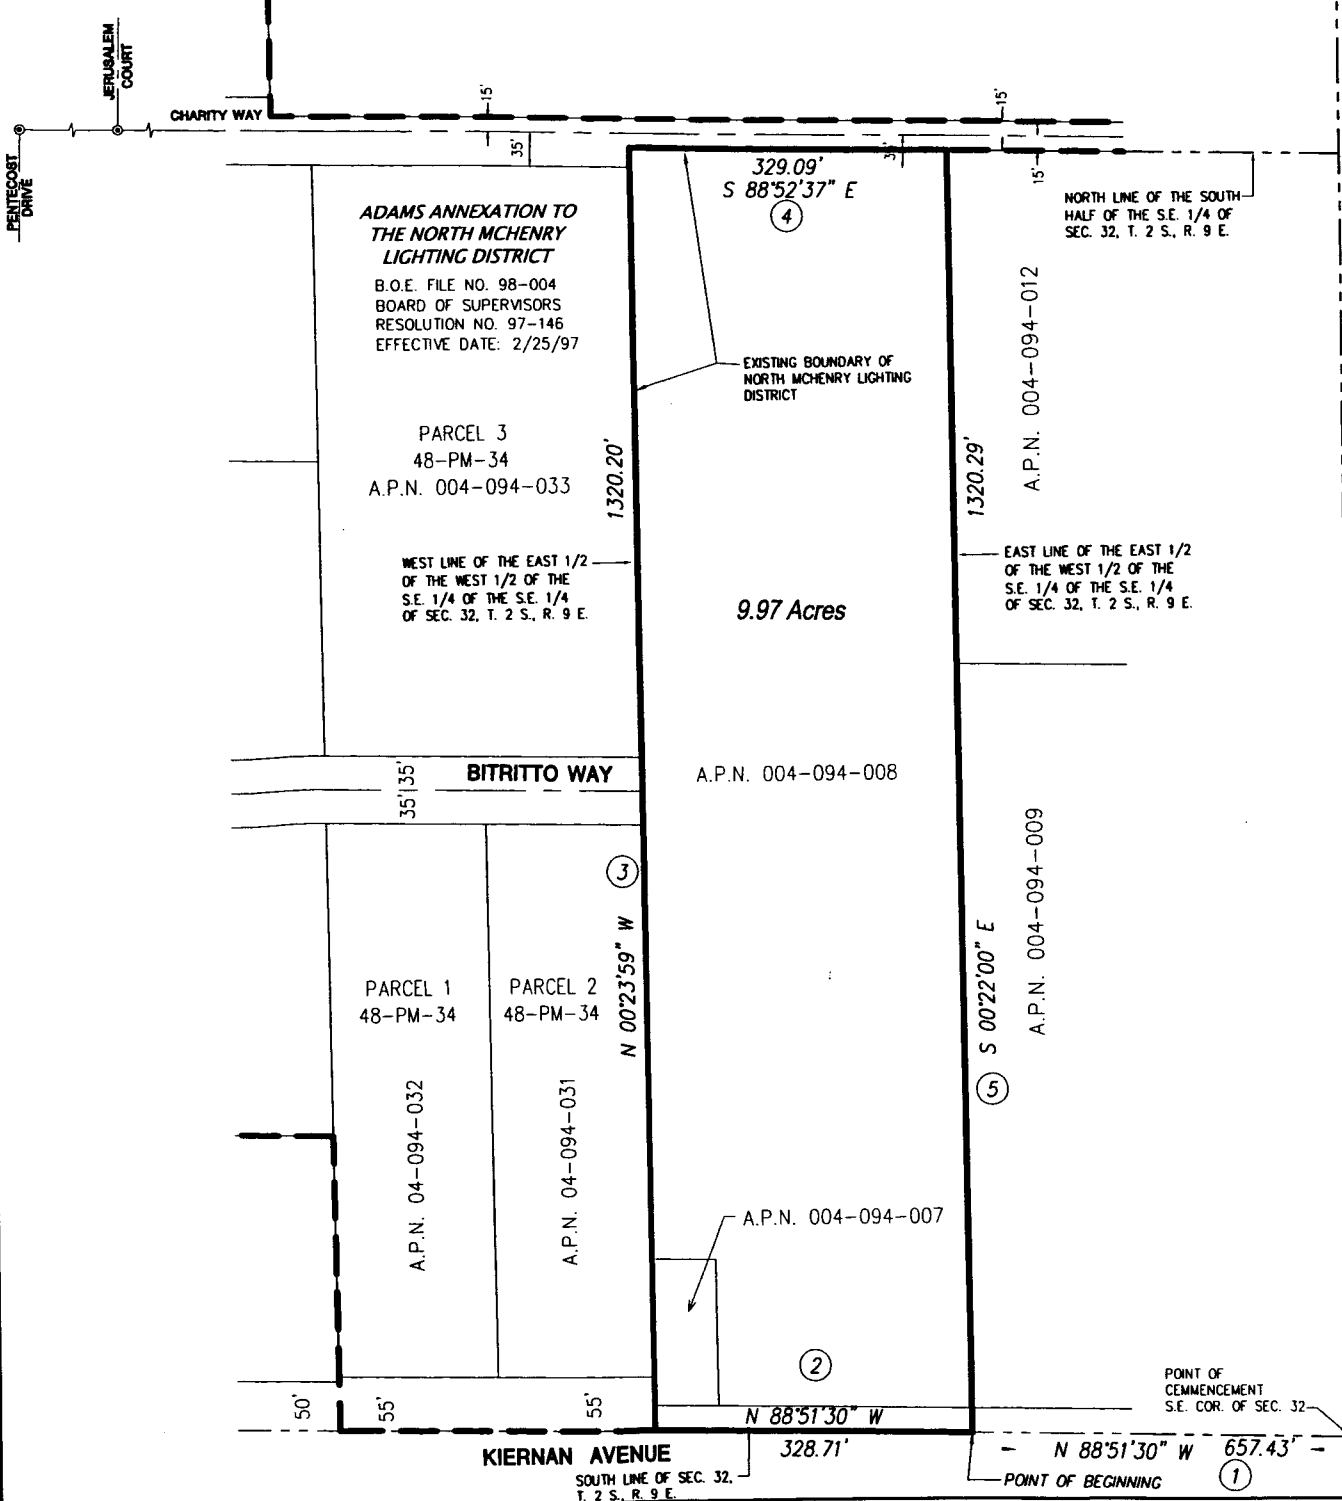 JERUSALEM
COURT
CHARITY WAY
PENTECOST
DRIVE
15'
15'
35'
35'
15'
329.09'
S 88°52'37" E
4
NORTH LINE OF THE SOUTH
HALF OF THE S.E. 1/4 OF
SEC. 32, T. 2 S., R. 9 E.
ADAMS ANNEXATION TO
THE NORTH MCHENRY
LIGHTING DISTRICT
B.O.E. FILE NO. 98-004
BOARD OF SUPERVISORS
RESOLUTION NO. 97-146
EFFECTIVE DATE: 2/25/97
EXISTING BOUNDARY OF
NORTH MCHENRY LIGHTING
DISTRICT
A.P.N. 004-094-012
PARCEL 3
48-PM-34
A.P.N. 004-094-033
1320.20'
1320.29'
WEST LINE OF THE EAST 1/2
OF THE WEST 1/2 OF THE
S.E. 1/4 OF THE S.E. 1/4
OF SEC. 32, T. 2 S., R. 9 E.
EAST LINE OF THE EAST 1/2
OF THE WEST 1/2 OF THE
S.E. 1/4 OF THE S.E. 1/4
OF SEC. 32, T. 2 S., R. 9 E.
9.97 Acres
BITRITTO WAY
35'
35'
A.P.N. 004-094-008
3
N 00°23'59" W
A.P.N. 004-094-009
S 00°22'00" E
5
PARCEL 1
48-PM-34
PARCEL 2
48-PM-34
A.P.N. 04-094-032
A.P.N. 04-094-031
A.P.N. 004-094-007
2
POINT OF
CEMMENCEMENT
S.E. COR. OF SEC. 32
50'
55'
55'
N 88°51'30" W
328.71'
KIERNAN AVENUE
N 88°51'30" W 657.43'
1
SOUTH LINE OF SEC. 32,
T. 2 S., R. 9 E.
POINT OF BEGINNING